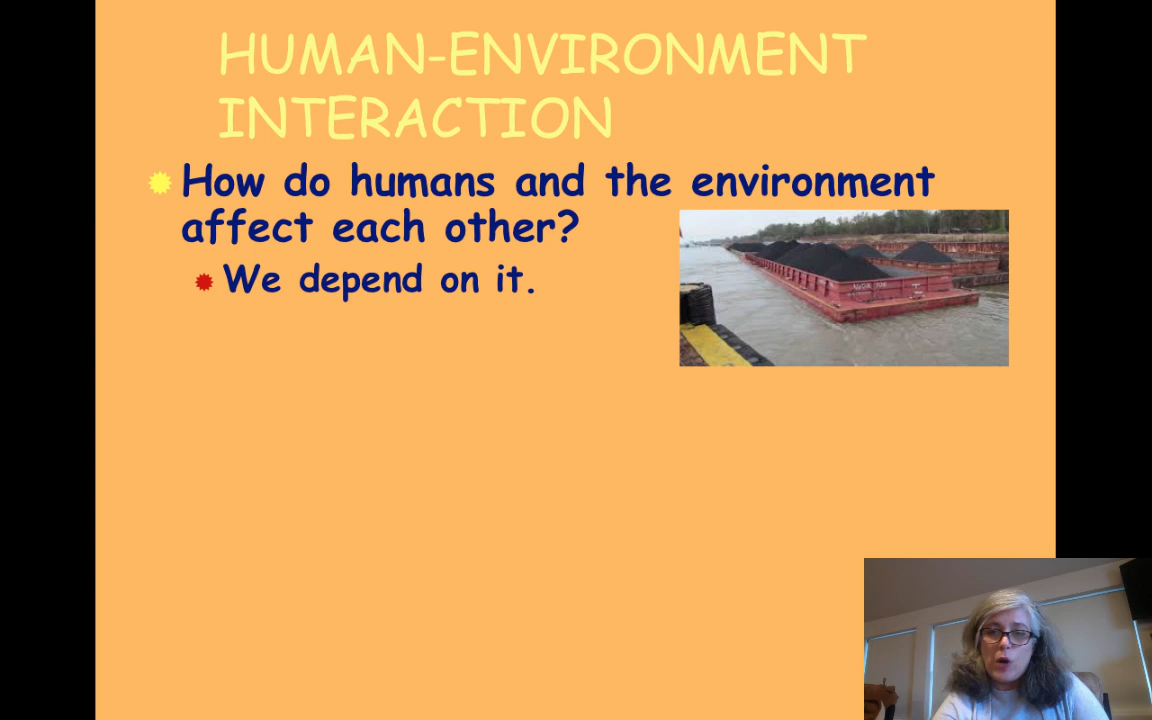 HUMAN-ENVIRONMENT
INTERACTION
How do humans and the environment
affect each other?
We depend on it.